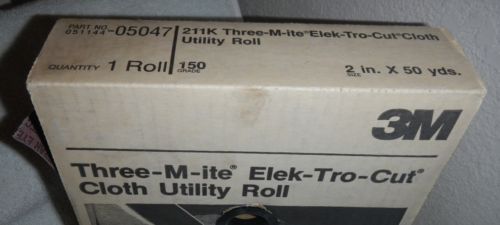 PART NO. 051144-05047
211K Three-M-ite® Elek-Tro-Cut® Cloth
Utility Roll
QUANTITY 1 Roll
150
GRADE
2 in. X 50 yds.
SIZE
3M
Three-M-ite® Elek-Tro-Cut®
Cloth Utility Roll